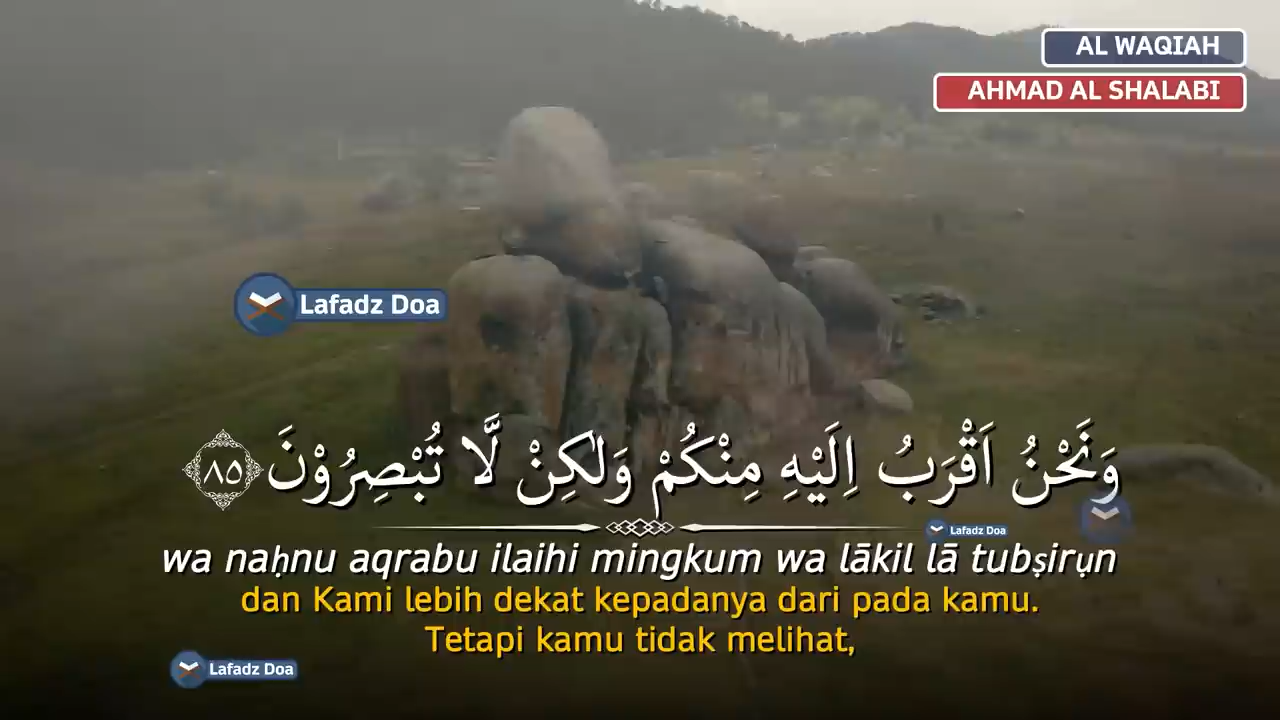 AL WAQIAH
AHMAD AL SHALABI
Lafadz Doa
وَنَحْنُ اَقْرَبُ اِلَيْهِ مِنْكُمْ وَلٰكِنْ لَّا تُبْصِرُوْنَ ٨٥
Lafadz Doa
wa naḥnu aqrabu ilaihi mingkum wa lākil lā tubṣirụn
dan Kami lebih dekat kepadanya dari pada kamu.
Tetapi kamu tidak melihat,
Lafadz Doa